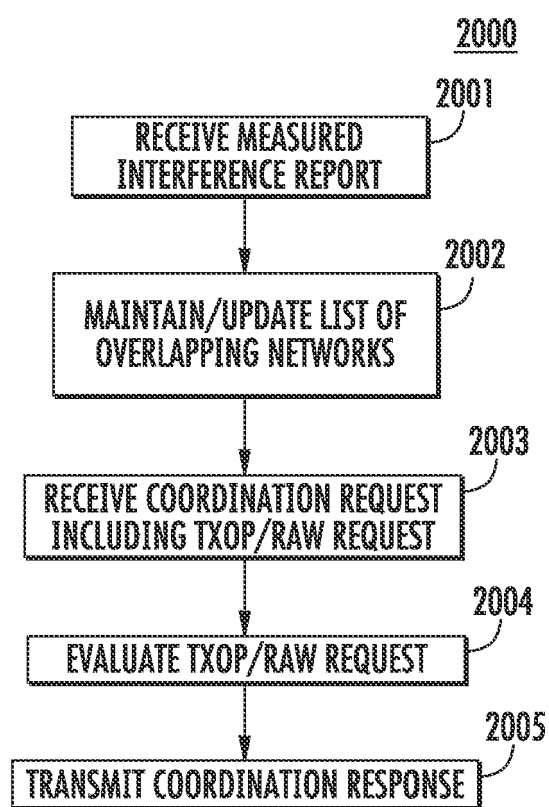 2000
2001
RECEIVE MEASURED
INTERFERENCE REPORT
2002
MAINTAIN/UPDATE LIST OF
OVERLAPPING NETWORKS
2003
RECEIVE COORDINATION REQUEST
INCLUDING TXOP/RAW REQUEST
2004
EVALUATE TXOP/RAW REQUEST
2005
TRANSMIT COORDINATION RESPONSE